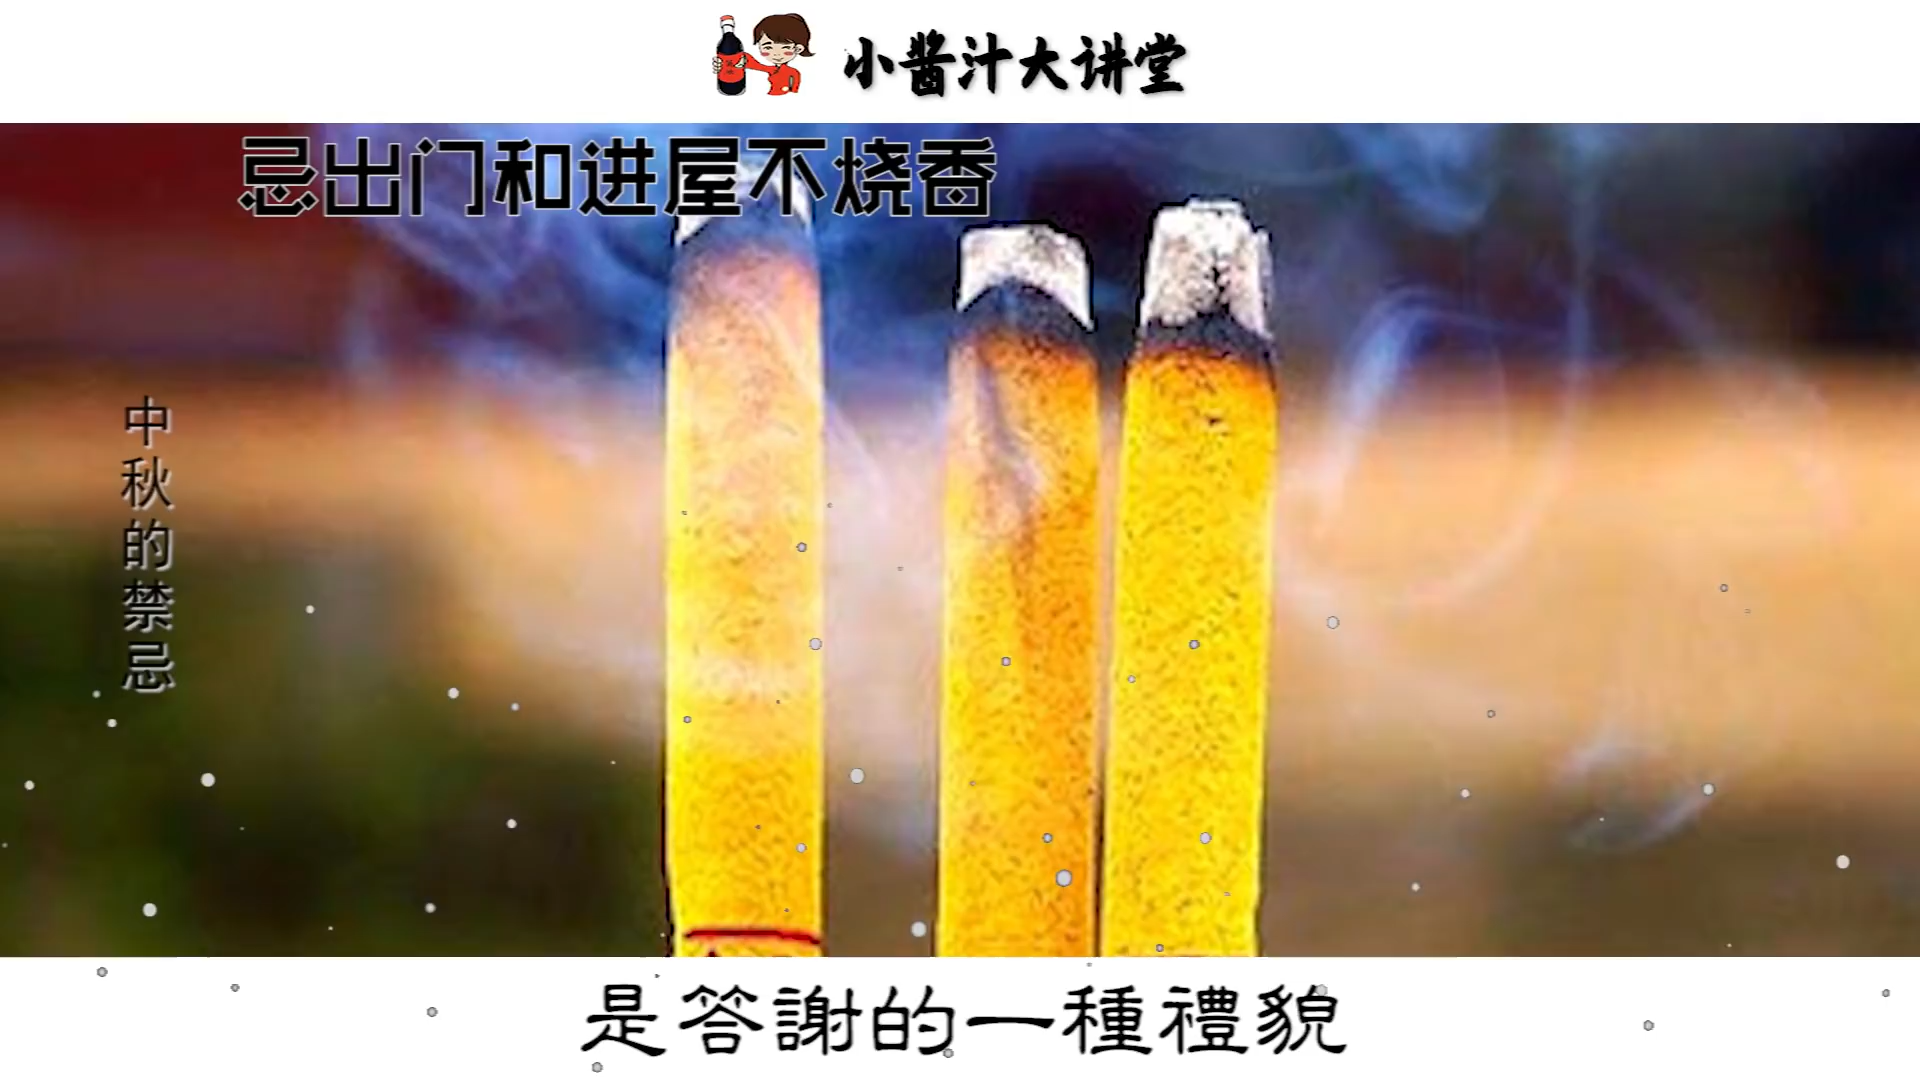 小酱汁大讲堂
忌出门和进屋不烧香
中秋的禁忌
是答謝的一種禮貌